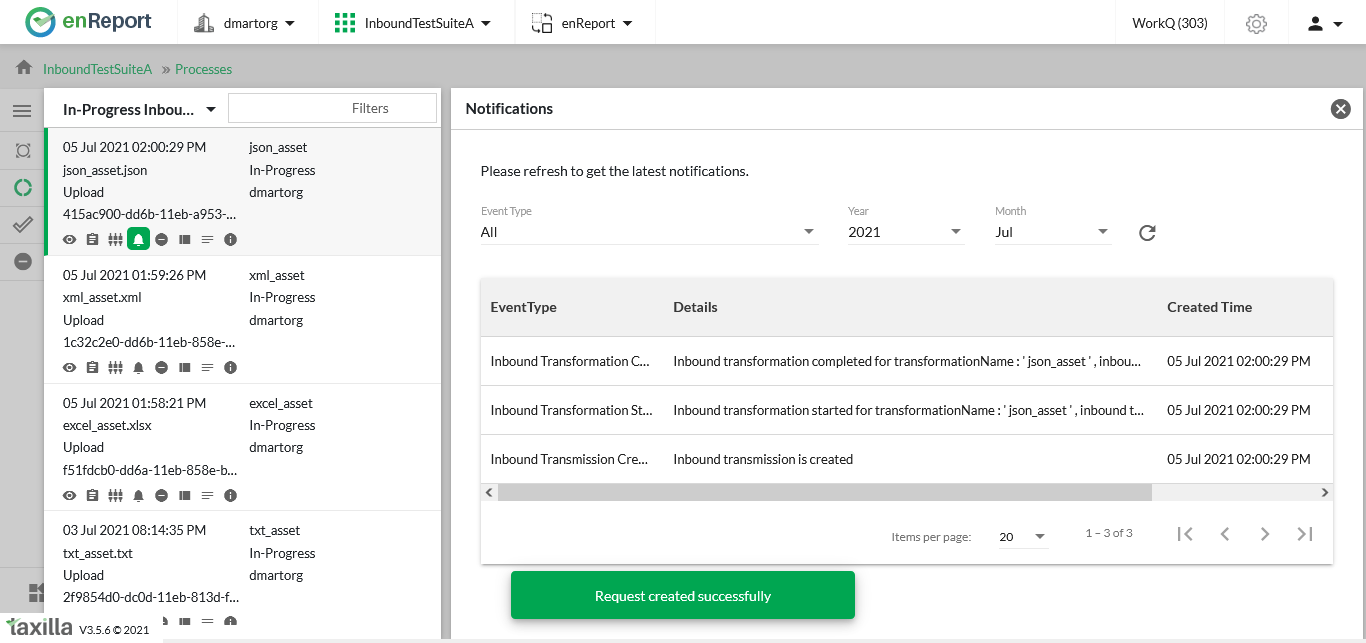 enReport
dmartorg
InboundTestSuiteA
enReport
WorkQ (303)
InboundTestSuiteA » Processes
In-Progress Inbou...
Filters
05 Jul 2021 02:00:29 PM json_asset
json_asset.json In-Progress
Upload dmartorg
415ac900-dd6b-11eb-a953-...
05 Jul 2021 01:59:26 PM xml_asset
xml_asset.xml In-Progress
Upload dmartorg
1c32c2e0-dd6b-11eb-858e-...
05 Jul 2021 01:58:21 PM excel_asset
excel_asset.xlsx In-Progress
Upload dmartorg
f51fdcb0-dd6a-11eb-858e-b...
03 Jul 2021 08:14:35 PM txt_asset
txt_asset.txt In-Progress
Upload dmartorg
2f9854d0-dc0d-11eb-813d-f...
taxilla V3.5.6 © 2021
Notifications
Please refresh to get the latest notifications.
Event Type Year Month
All 2021 Jul
EventType Details Created Time
Inbound Transformation C... Inbound transformation completed for transformationName : ' json_asset ' , inbou... 05 Jul 2021 02:00:29 PM
Inbound Transformation St... Inbound transformation started for transformationName : ' json_asset ' , inbound t... 05 Jul 2021 02:00:29 PM
Inbound Transmission Cre... Inbound transmission is created 05 Jul 2021 02:00:29 PM
Items per page: 20 1 – 3 of 3
Request created successfully